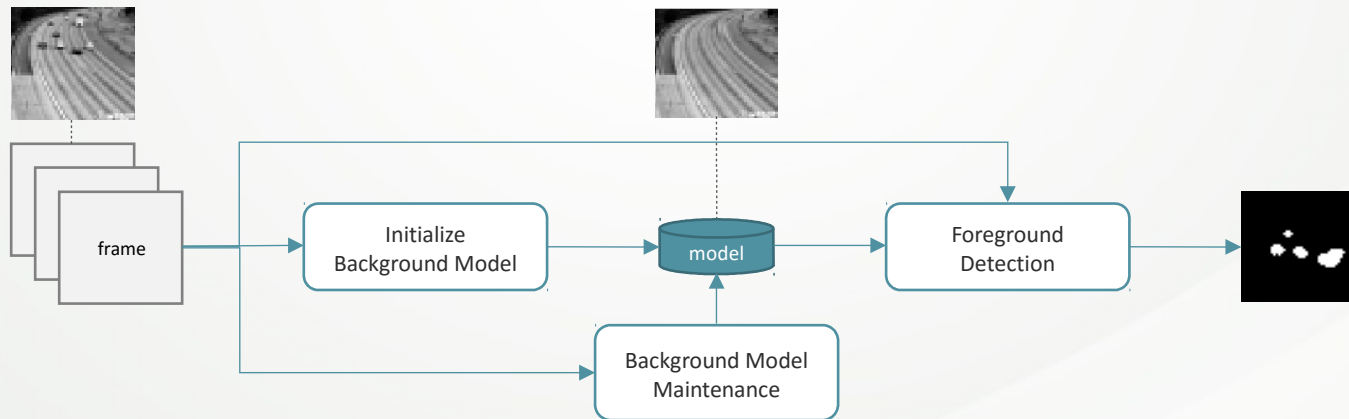 frame
Initialize
Background Model
model
Foreground
Detection
Background Model
Maintenance